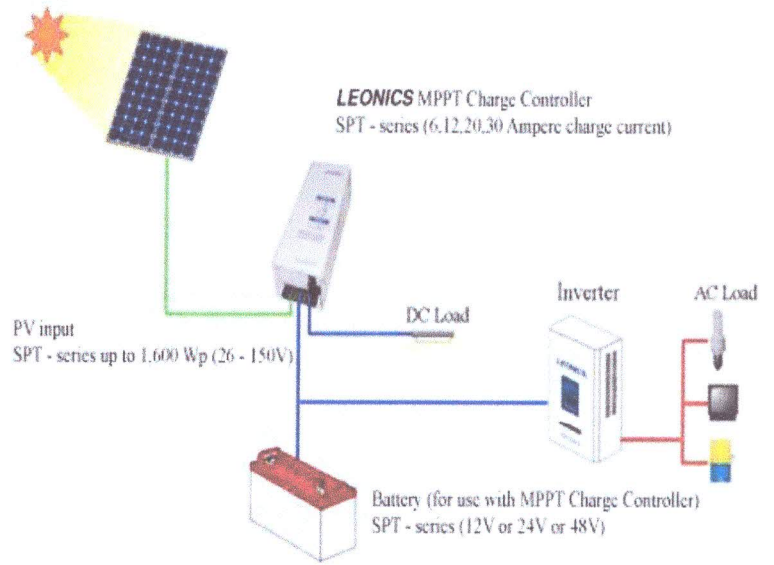 LEONICS MPPT Charge Controller
SPT - series (6,12,20,30 Ampere charge current)
DC Load
Inverter
AC Load
PV input
SPT - series up to 1,600 Wp (26 - 150V)
LEONICS
Battery (for use with MPPT Charge Controller)
SPT - series (12V or 24V or 48V)